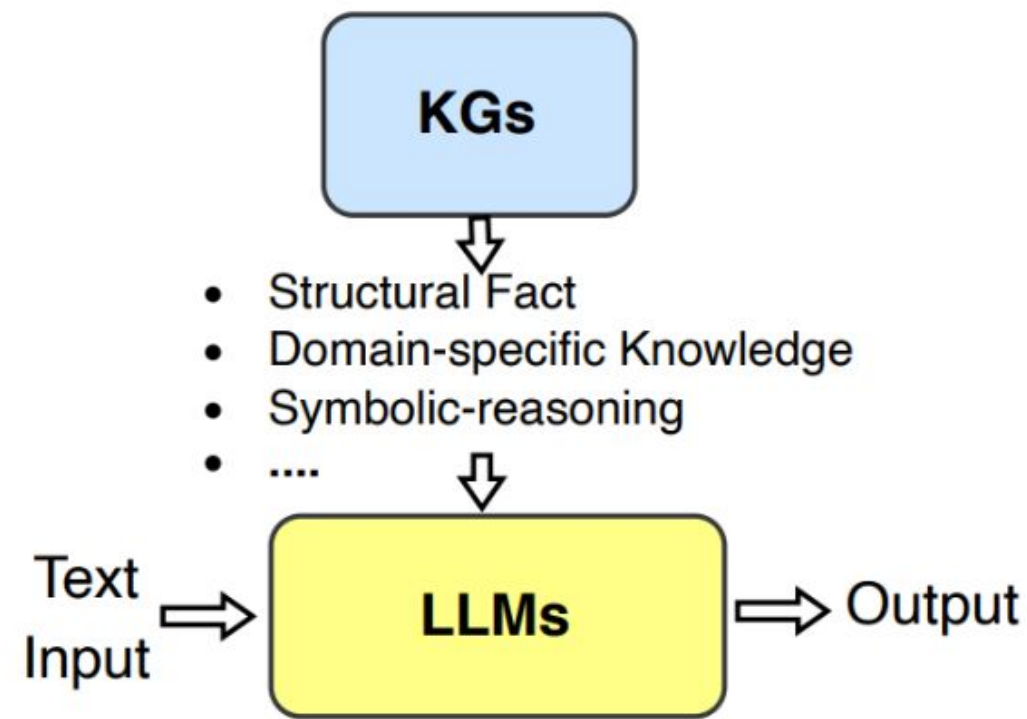 KGs
• Structural Fact
• Domain-specific Knowledge
• Symbolic-reasoning
• ....
Text
Input
LLMs
Output